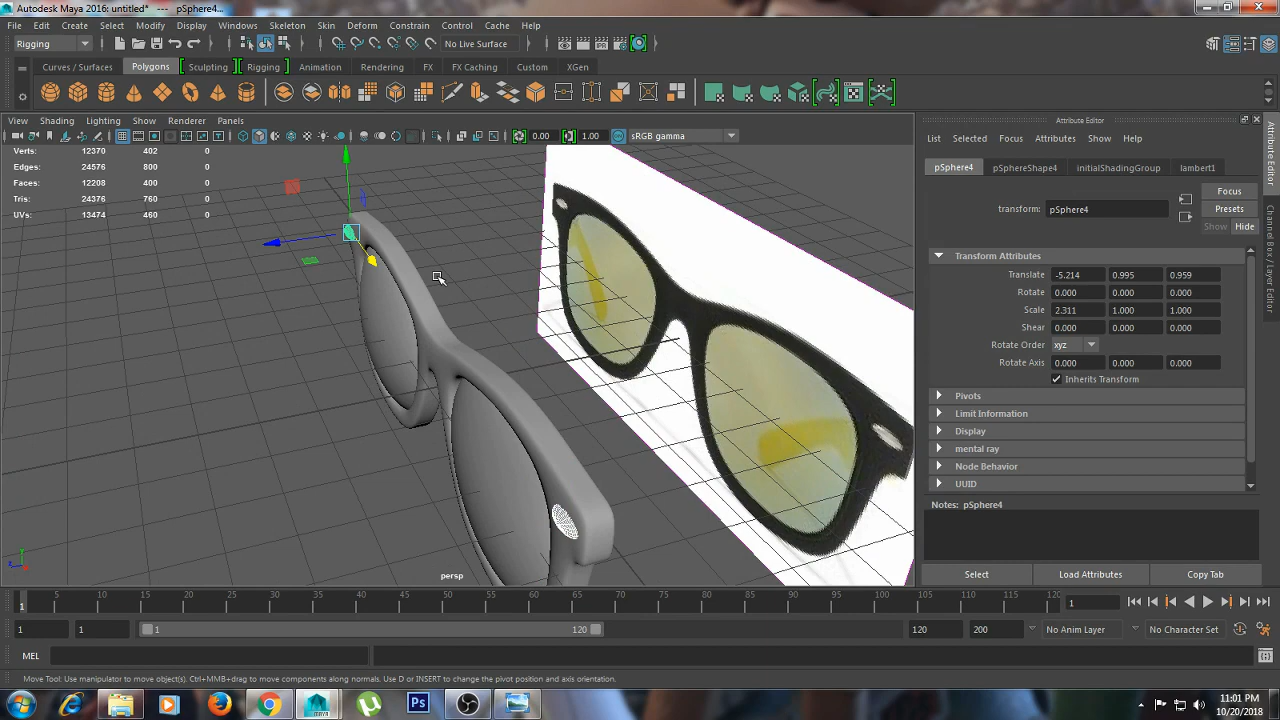 Autodesk Maya 2016: untitled* --- pSphere4...
File Edit Create Select Modify Display Windows Skeleton Skin Deform Constrain Control Cache Help
Rigging No Live Surface
Curves / Surfaces Polygons Sculpting Rigging Animation Rendering FX FX Caching Custom XGen
View Shading Lighting Show Renderer Panels
0.00 1.00 sRGB gamma
Verts: 12370 402 0
Edges: 24576 800 0
Faces: 12208 400 0
Tris: 24376 760 0
UVs: 13474 460 0
persp
Attribute Editor
List Selected Focus Attributes Show Help
pSphere4 pSphereShape4 initialShadingGroup lambert1
transform: pSphere4
Focus
Presets
Show Hide
Transform Attributes
Translate -5.214 0.995 0.959
Rotate 0.000 0.000 0.000
Scale 2.311 1.000 1.000
Shear 0.000 0.000 0.000
Rotate Order xyz
Rotate Axis 0.000 0.000 0.000
Inherits Transform
Pivots
Limit Information
Display
mental ray
Node Behavior
UUID
Notes: pSphere4
Select Load Attributes Copy Tab
Attribute Editor
Channel Box / Layer Editor
1 5 10 15 20 25 30 35 40 45 50 55 60 65 70 75 80 85 90 95 100 105 110 115 120 1
1 1 1 120 120 200 No Anim Layer No Character Set
MEL
Move Tool: Use manipulator to move object(s). Ctrl+MMB+drag to move components along normals. Use D or INSERT to change the pivot position and axis orientation.
Ps
11:01 PM
10/20/2018